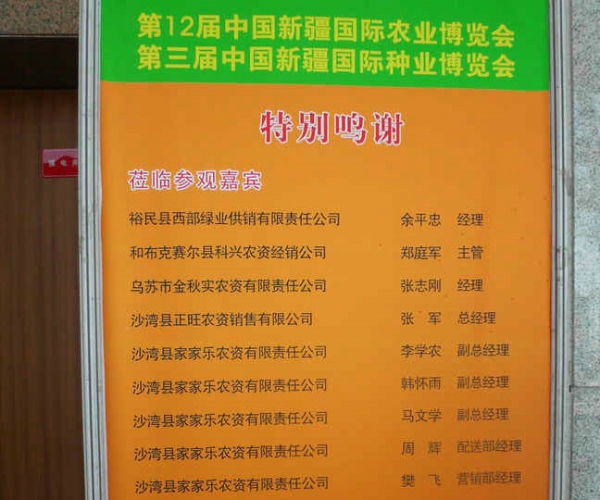 第12届中国新疆国际农业博览会
第三届中国新疆国际种业博览会
特别鸣谢
莅临参观嘉宾
裕民县西部绿业供销有限责任公司 余平忠 经理
和布克赛尔县科兴农资经销公司 郑庭军 主管
乌苏市金秋实农资有限责任公司 张志刚 经理
沙湾县正旺农资销售有限公司 张军 总经理
沙湾县家家乐农资有限责任公司 李学农 副总经理
沙湾县家家乐农资有限责任公司 韩怀雨 副总经理
沙湾县家家乐农资有限责任公司 马文学 副总经理
沙湾县家家乐农资有限责任公司 周辉 配送部经理
沙湾县家家乐农资有限责任公司 樊飞 营销部经理